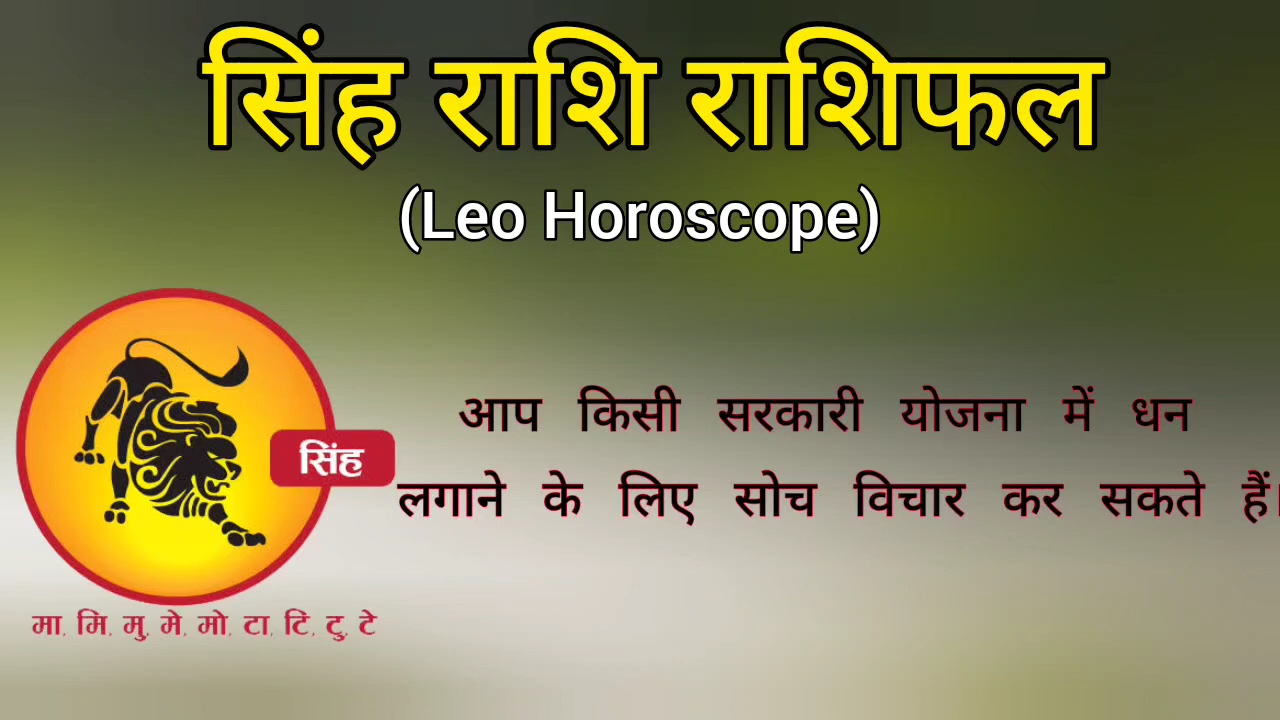 सिंह राशि राशिफल
(Leo Horoscope)
आप किसी सरकारी योजना में धन
लगाने के लिए सोच विचार कर सकते हैं।
सिंह
मा, मि, मु, मे, मो, टा, टि, टु, टे